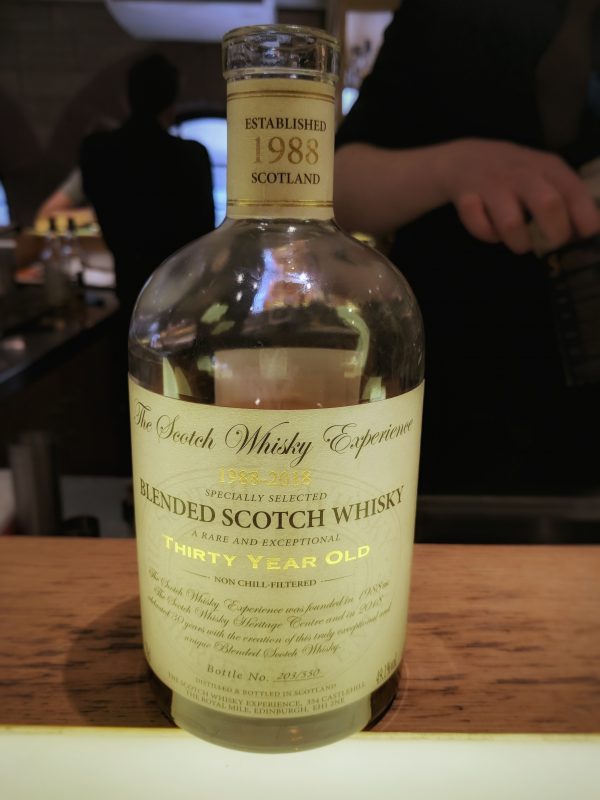 ESTABLISHED
1988
SCOTLAND
The Scotch Whisky Experience
1988-2018
SPECIALLY SELECTED
BLENDED SCOTCH WHISKY
A RARE AND EXCEPTIONAL
THIRTY YEAR OLD
NON CHILL-FILTERED
The Scotch Whisky Experience was founded in 1988 as
The Scotch Whisky Heritage Centre and in 2018
celebrated 30 years with the creation of this truly exceptional and
unique Blended Scotch Whisky.
Bottle No. 203/550
DISTILLED & BOTTLED IN SCOTLAND
THE SCOTCH WHISKY EXPERIENCE, 354 CASTLEHILL
THE ROYAL MILE, EDINBURGH, EH1 2NE